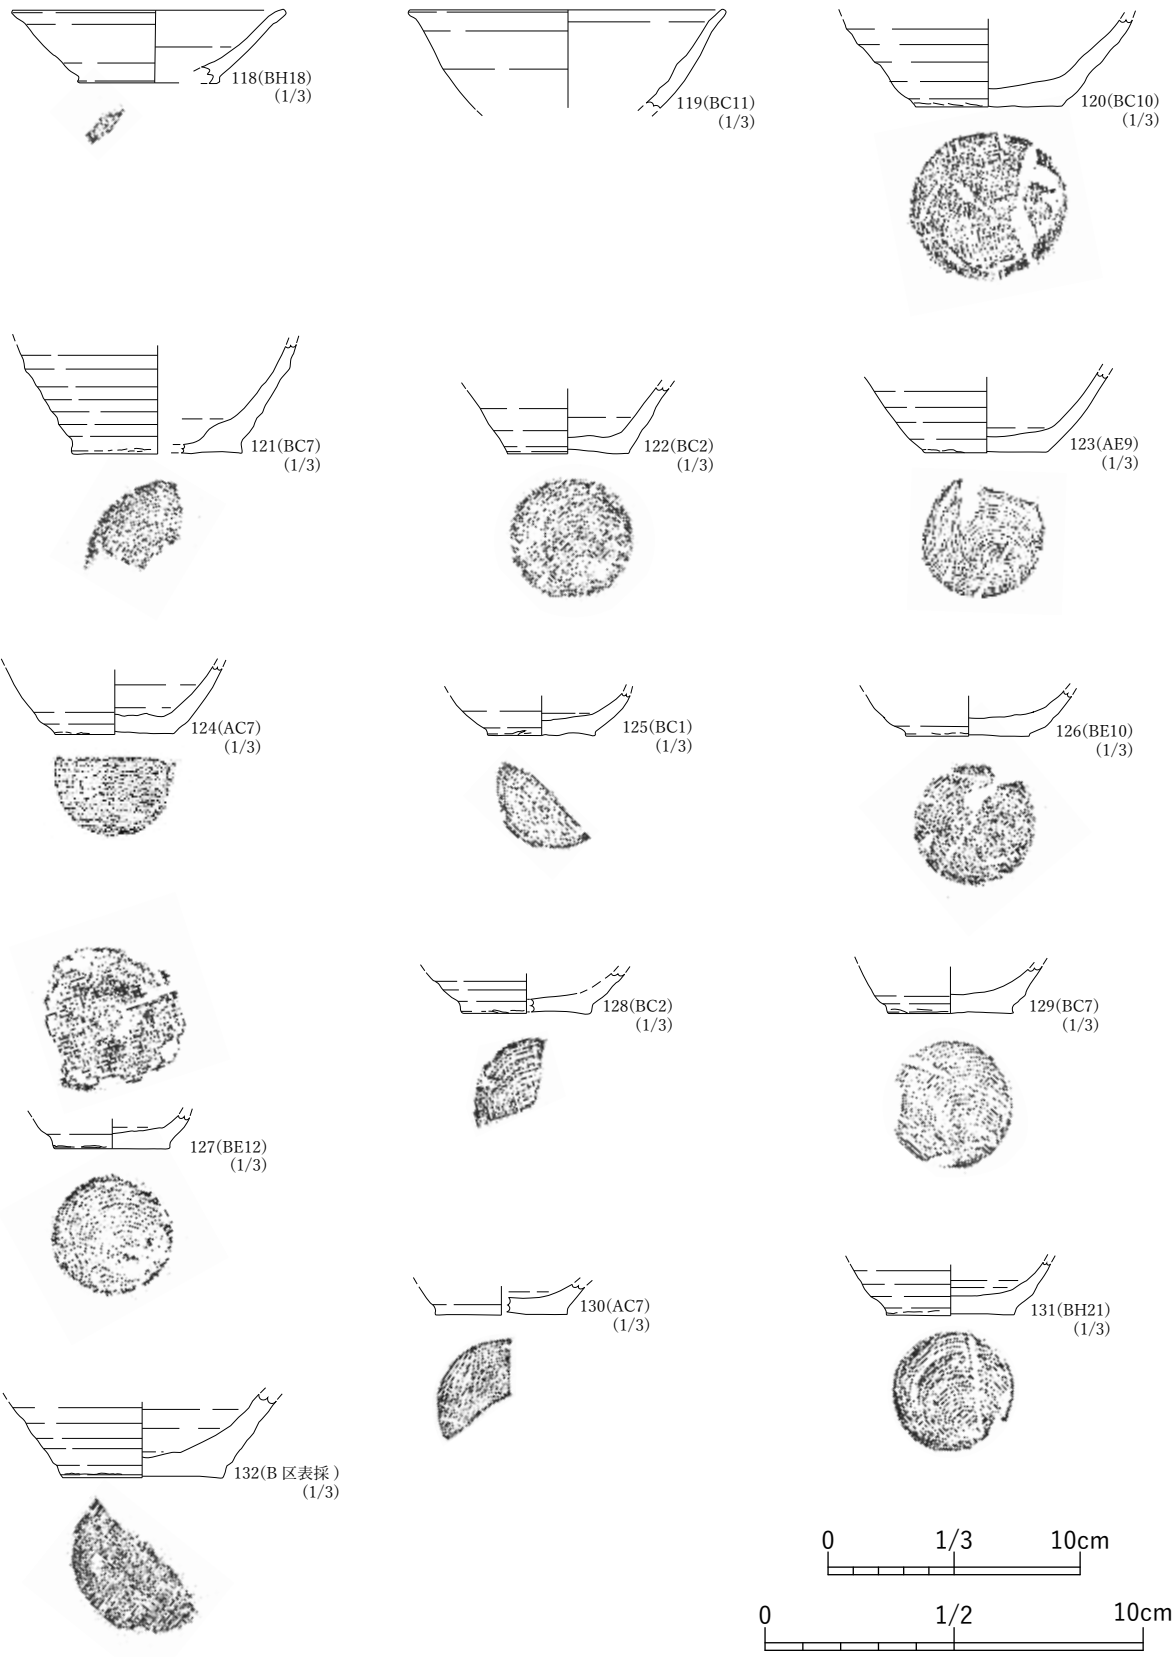 118(BH18)
(1/3)
119(BC11)
(1/3)
120(BC10)
(1/3)
121(BC7)
(1/3)
122(BC2)
(1/3)
123(AE9)
(1/3)
124(AC7)
(1/3)
125(BC1)
(1/3)
126(BE10)
(1/3)
127(BE12)
(1/3)
128(BC2)
(1/3)
129(BC7)
(1/3)
130(AC7)
(1/3)
131(BH21)
(1/3)
132(B 区表採 )
(1/3)
0 1/3 10cm
0 1/2 10cm